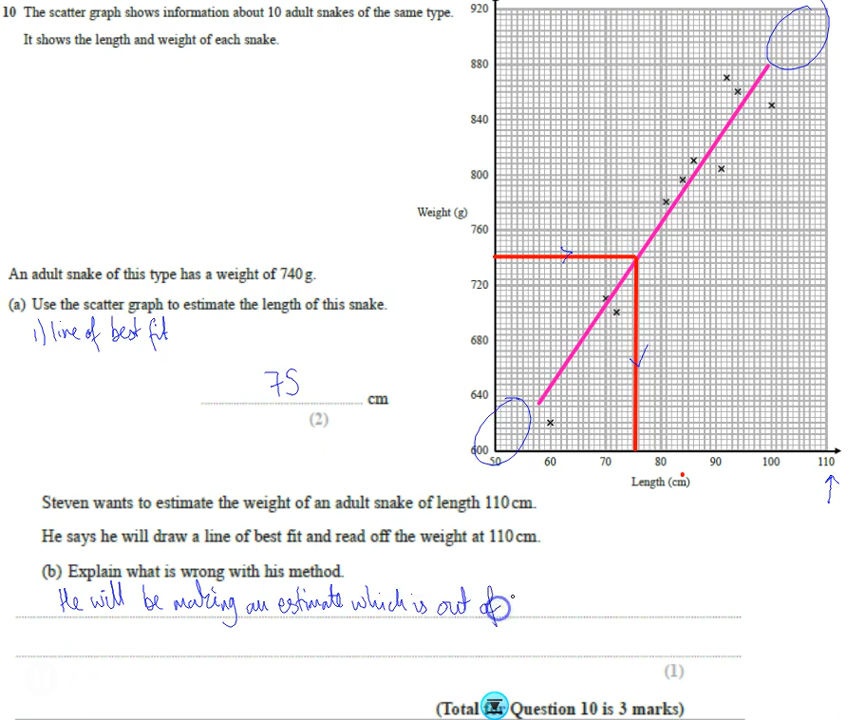 10 The scatter graph shows information about 10 adult snakes of the same type.
It shows the length and weight of each snake.
920
880
840
800
Weight (g)
760
720
680
640
600
50 60 70 80 90 100 110
Length (cm)
An adult snake of this type has a weight of 740 g.
(a) Use the scatter graph to estimate the length of this snake.
1) line of best fit
75
cm
(2)
Steven wants to estimate the weight of an adult snake of length 110 cm.
He says he will draw a line of best fit and read off the weight at 110 cm.
(b) Explain what is wrong with his method.
He will be making an estimate which is out of
(1)
(Total for Question 10 is 3 marks)